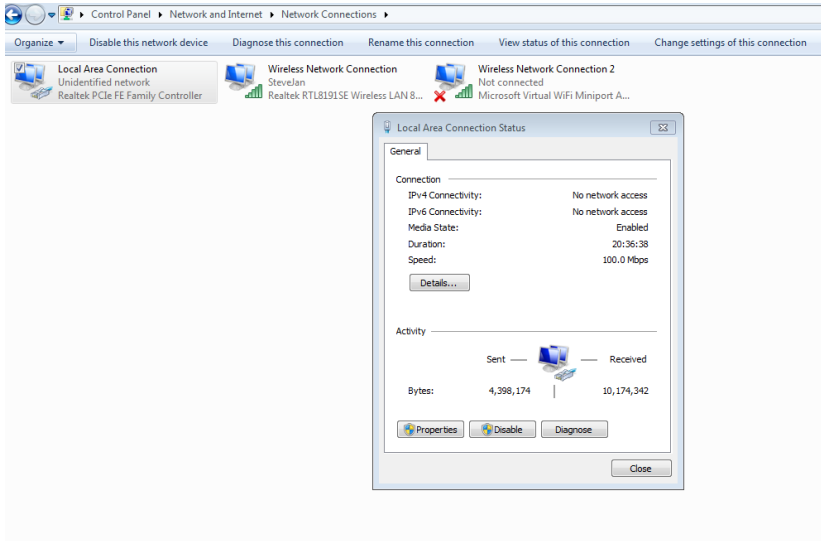 Control Panel Network and Internet Network Connections
Organize Disable this network device Diagnose this connection Rename this connection View status of this connection Change settings of this connection
Local Area Connection
Unidentified network
Realtek PCIe FE Family Controller
Wireless Network Connection
SteveJan
Realtek RTL8191SE Wireless LAN 8...
Wireless Network Connection 2
Not connected
Microsoft Virtual WiFi Miniport A...
Local Area Connection Status
General
Connection
IPv4 Connectivity: No network access
IPv6 Connectivity: No network access
Media State: Enabled
Duration: 20:36:38
Speed: 100.0 Mbps
Details...
Activity
Sent Received
Bytes: 4,398,174 10,174,342
Properties Disable Diagnose
Close